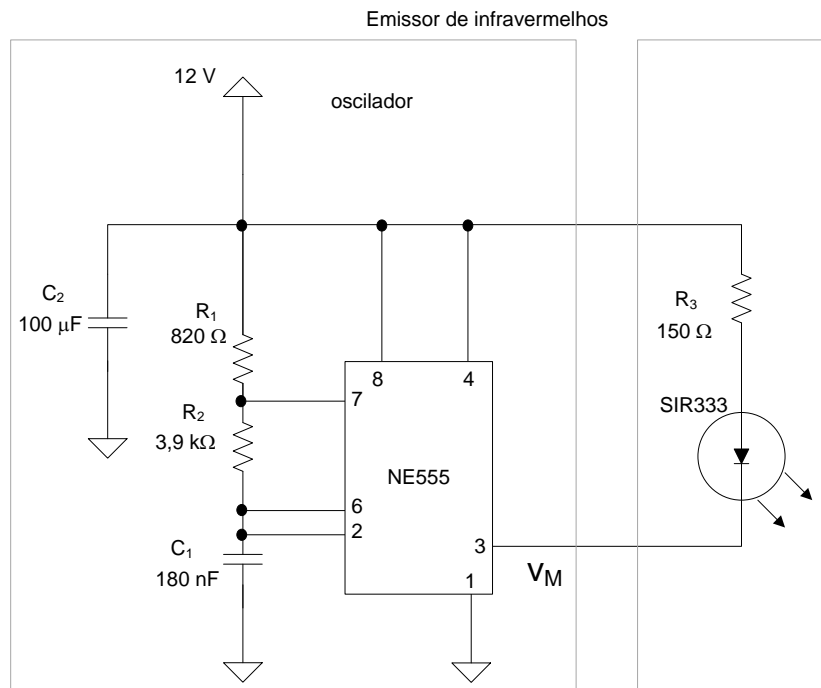 Emissor de infravermelhos
12 V
oscilador
C₂
100 μF
R₁
820 Ω
R₃
150 Ω
8
4
7
SIR333
R₂
3,9 kΩ
NE555
6
2
C₁
180 nF
3
1
VM